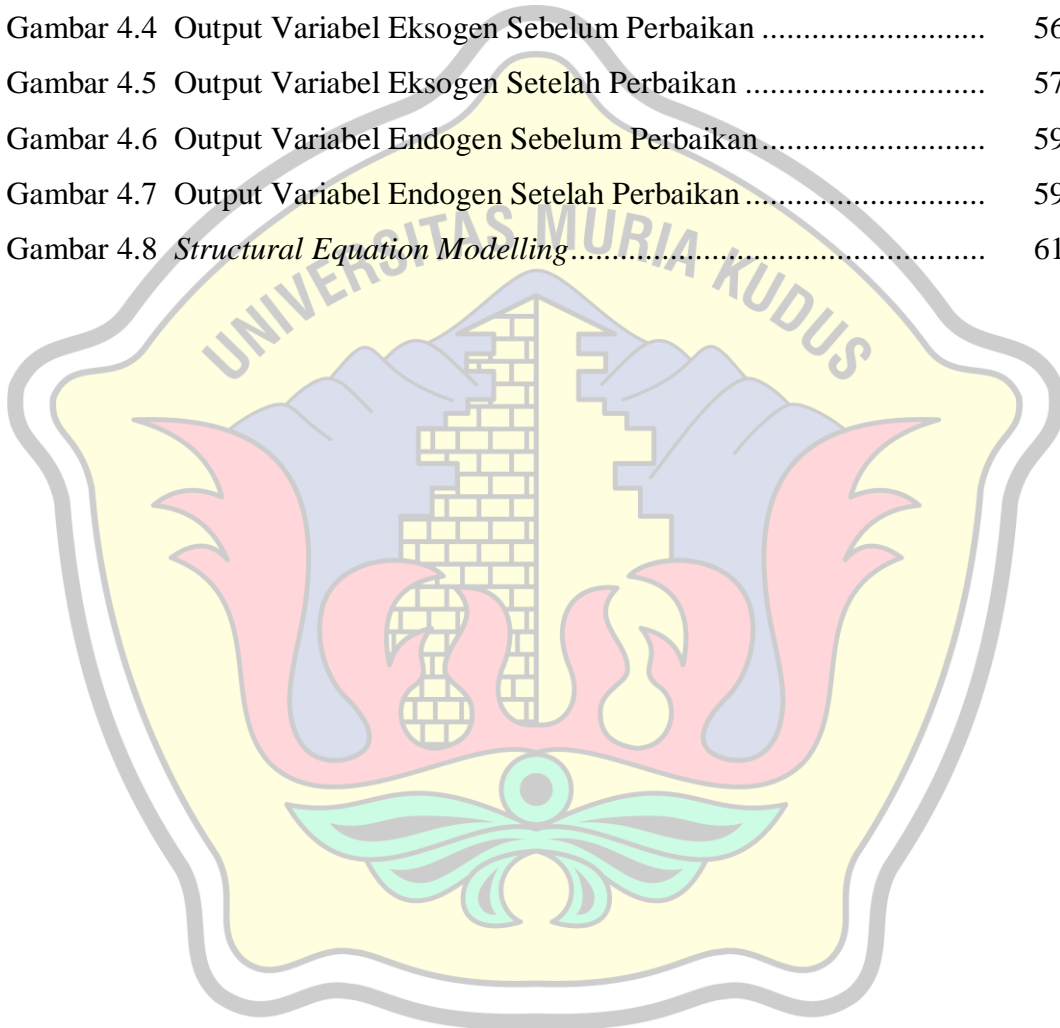 Gambar 4.4 Output Variabel Eksogen Sebelum Perbaikan ........................... 56
Gambar 4.5 Output Variabel Eksogen Setelah Perbaikan ............................. 57
Gambar 4.6 Output Variabel Endogen Sebelum Perbaikan ........................... 59
Gambar 4.7 Output Variabel Endogen Setelah Perbaikan ............................. 59
Gambar 4.8 Structural Equation Modelling .................................................. 61
UNIVERSITAS MURIA KUDUS